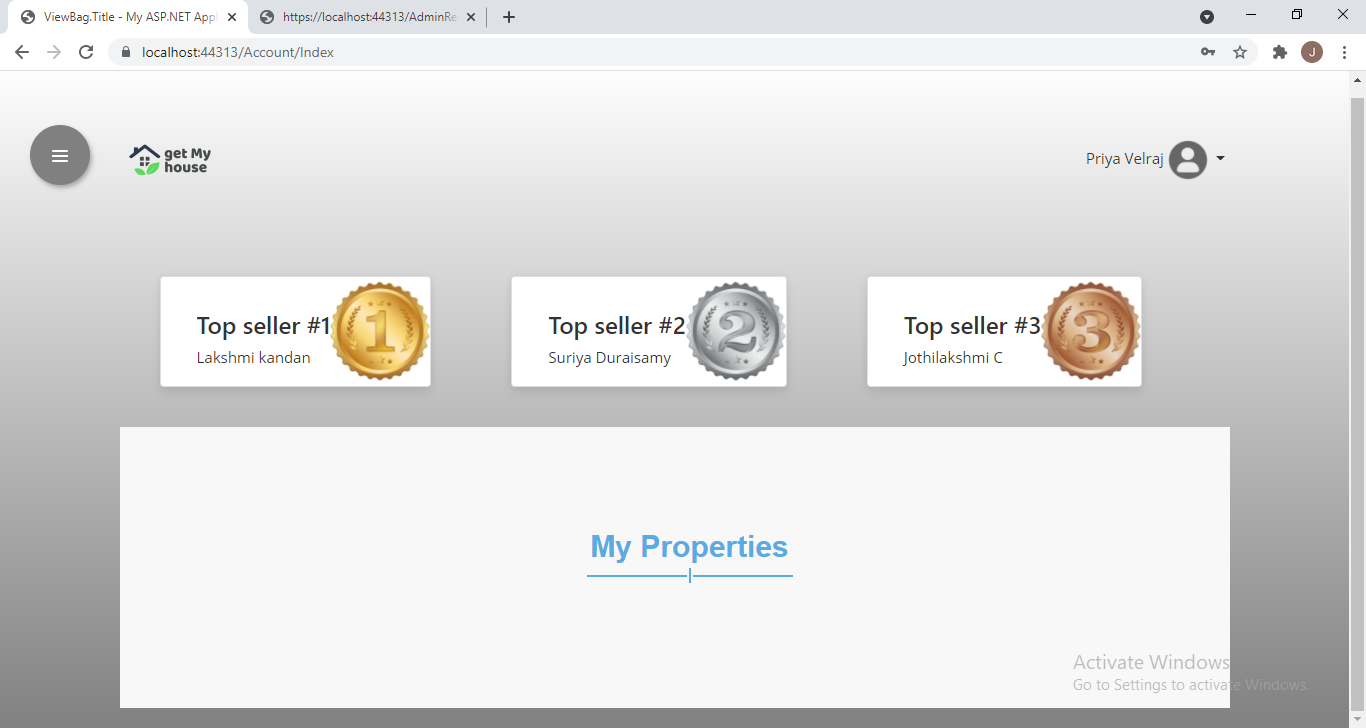 ViewBag.Title - My ASP.NET Appl
https://localhost:44313/AdminRe
localhost:44313/Account/Index
J
get My
house
Priya Velraj
Top seller #1
Lakshmi kandan
1
Top seller #2
Suriya Duraisamy
2
Top seller #3
Jothilakshmi C
3
My Properties
Activate Windows
Go to Settings to activate Windows.